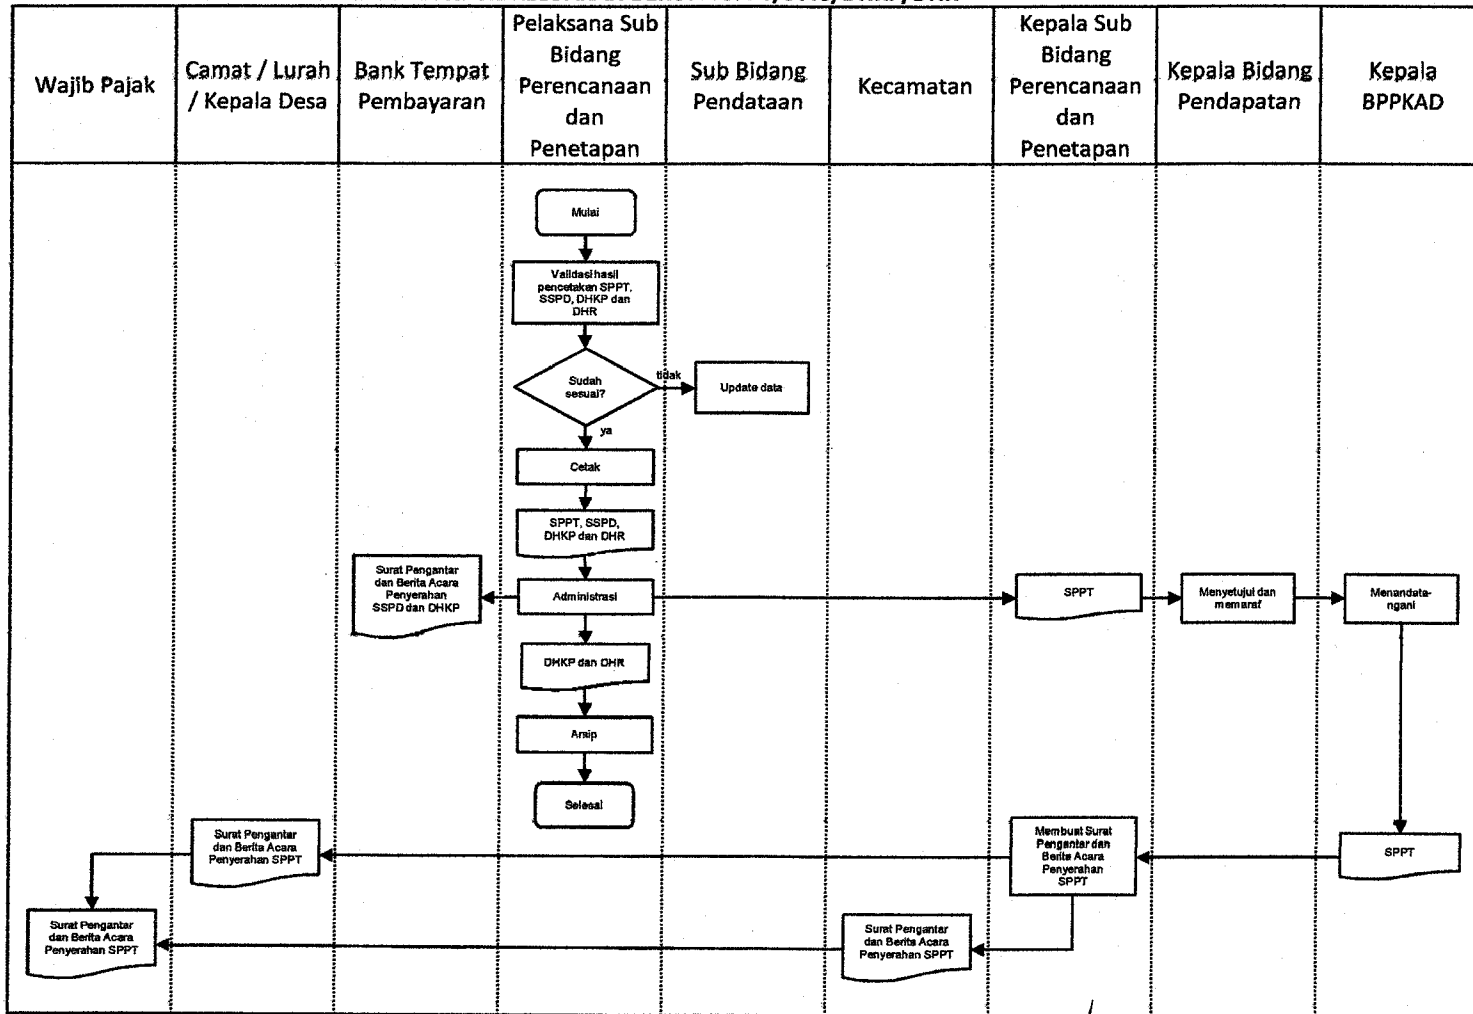 Wajib Pajak
Camat / Lurah
/ Kepala Desa
Bank Tempat
Pembayaran
Pelaksana Sub
Bidang
Perencanaan
dan
Penetapan
Sub Bidang
Pendataan
Kecamatan
Kepala Sub
Bidang
Perencanaan
dan
Penetapan
Kepala Bidang
Pendapatan
Kepala
BPPKAD
Mulai
Validasi hasil
pencetakan SPPT,
SSPD, DHKP dan
DHR
Sudah
sesuai?
tidak
Update data
ya
Cetak
SPPT, SSPD,
DHKP dan DHR
Surat Pengantar
dan Berita Acara
Penyerahan
SSPD dan DHKP
Administrasi
SPPT
Menyetujui dan
memaraf
Menandata-
ngani
DHKP dan DHR
Arsip
Selesai
Surat Pengantar
dan Berita Acara
Penyerahan SPPT
Membuat Surat
Pengantar dan
Berita Acara
Penyerahan
SPPT
SPPT
Surat Pengantar
dan Berita Acara
Penyerahan SPPT
Surat Pengantar
dan Berita Acara
Penyerahan SPPT